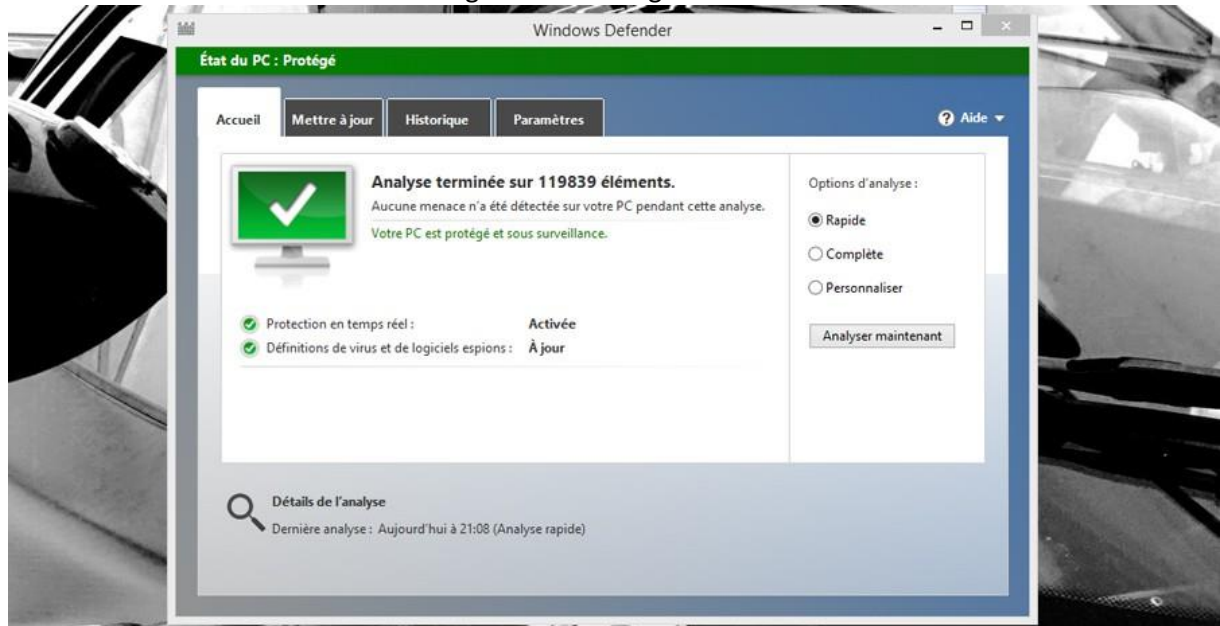 Windows Defender
État du PC : Protégé
Accueil
Mettre à jour
Historique
Paramètres
Aide
Analyse terminée sur 119839 éléments.
Aucune menace n'a été détectée sur votre PC pendant cette analyse.
Votre PC est protégé et sous surveillance.
Protection en temps réel : Activée
Définitions de virus et de logiciels espions : À jour
Options d'analyse :
Rapide
Complète
Personnaliser
Analyser maintenant
Détails de l'analyse
Dernière analyse : Aujourd'hui à 21:08 (Analyse rapide)